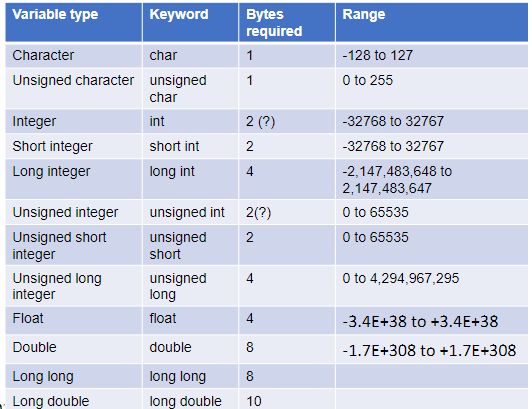 Variable type Keyword Bytes required Range
Character char 1 -128 to 127
Unsigned character unsigned char 1 0 to 255
Integer int 2 (?) -32768 to 32767
Short integer short int 2 -32768 to 32767
Long integer long int 4 -2,147,483,648 to 2,147,483,647
Unsigned integer unsigned int 2(?) 0 to 65535
Unsigned short integer unsigned short 2 0 to 65535
Unsigned long integer unsigned long 4 0 to 4,294,967,295
Float float 4 -3.4E+38 to +3.4E+38
Double double 8 -1.7E+308 to +1.7E+308
Long long long long 8
Long double long double 10